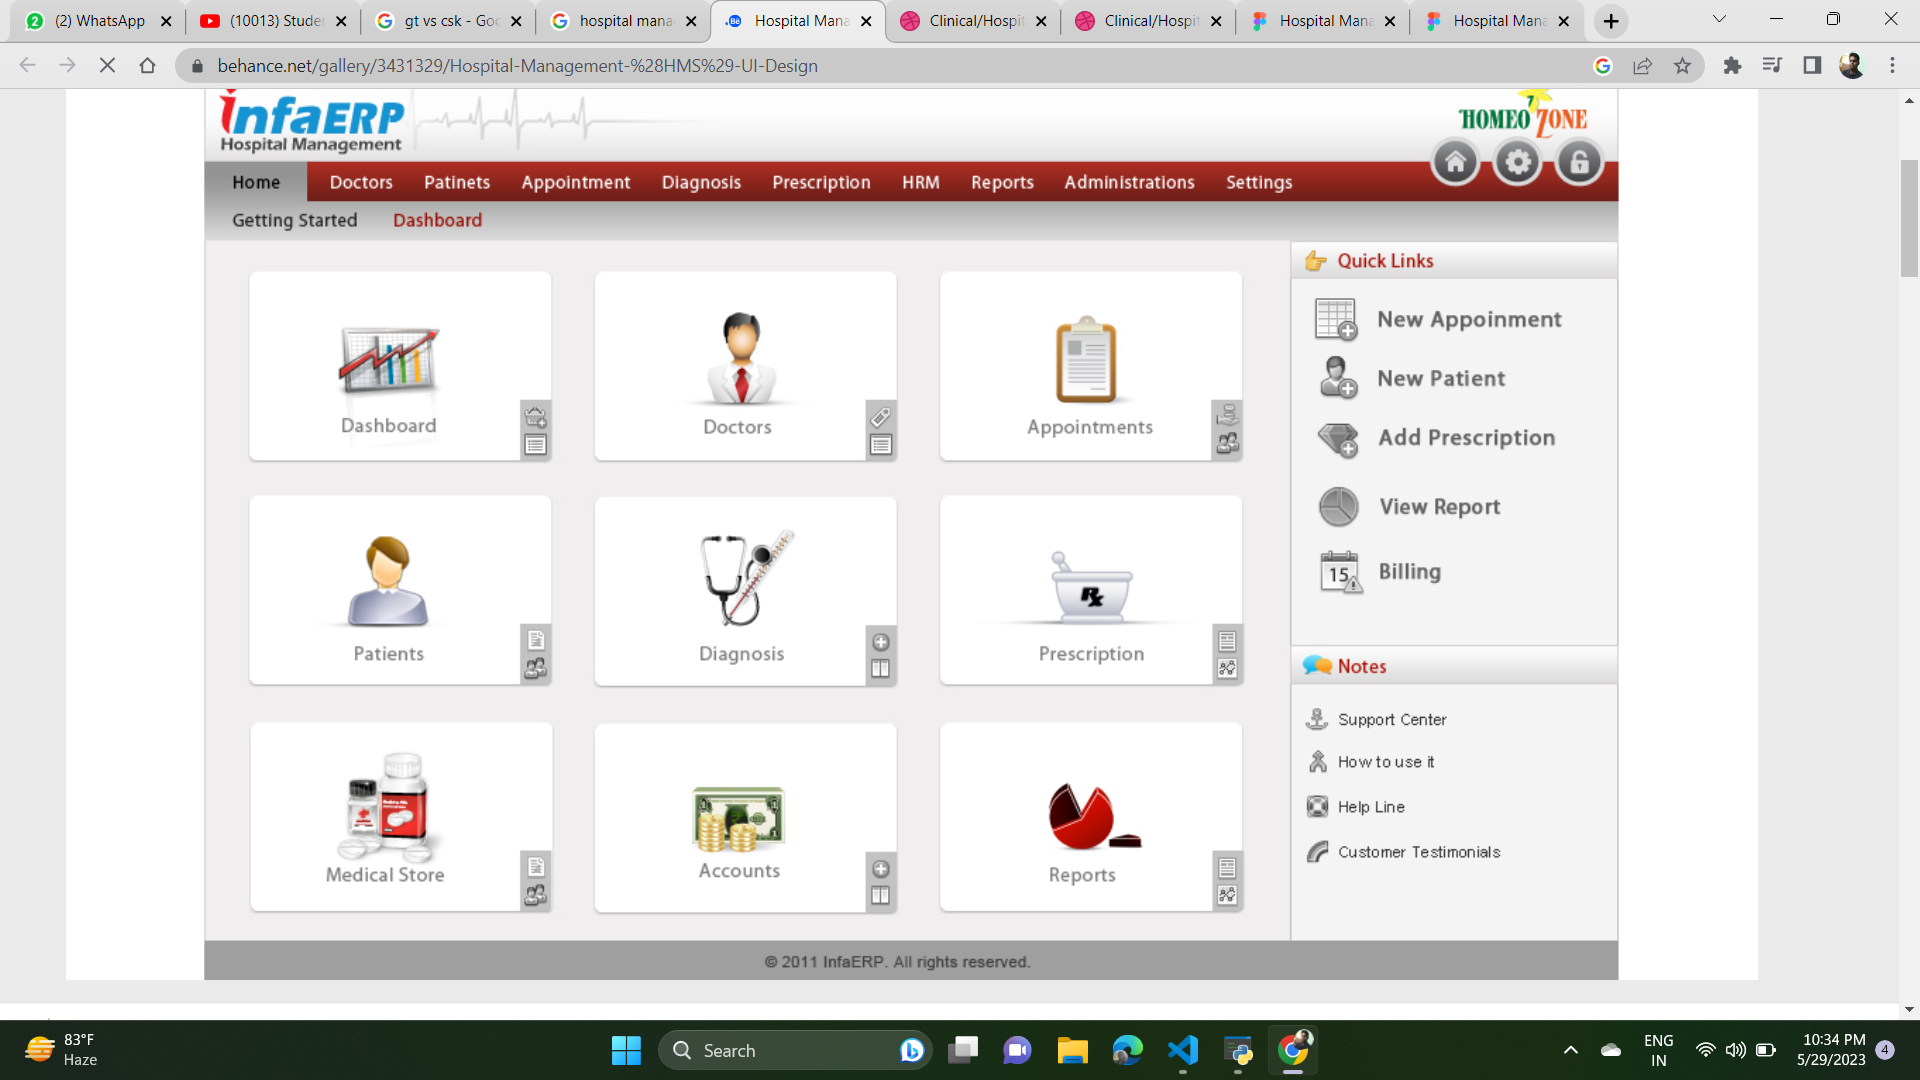 (2) WhatsApp
(10013) Stude
gt vs csk - Goo
hospital mana
Hospital Mana
Clinical/Hospit
Clinical/Hospit
Hospital Mana
Hospital Mana
behance.net/gallery/3431329/Hospital-Management-%28HMS%29-UI-Design
infaERP
Hospital Management
HOMEO ZONE
Home Doctors Patinets Appointment Diagnosis Prescription HRM Reports Administrations Settings
Getting Started Dashboard
Dashboard
Doctors
Appointments
Patients
Diagnosis
Rx
Prescription
Medical Store
Accounts
Reports
Quick Links
New Appoinment
New Patient
Add Prescription
View Report
15
Billing
Notes
Support Center
How to use it
Help Line
Customer Testimonials
© 2011 InfaERP. All rights reserved.
83°F
Haze
Search
ENG
IN
10:34 PM
5/29/2023
4